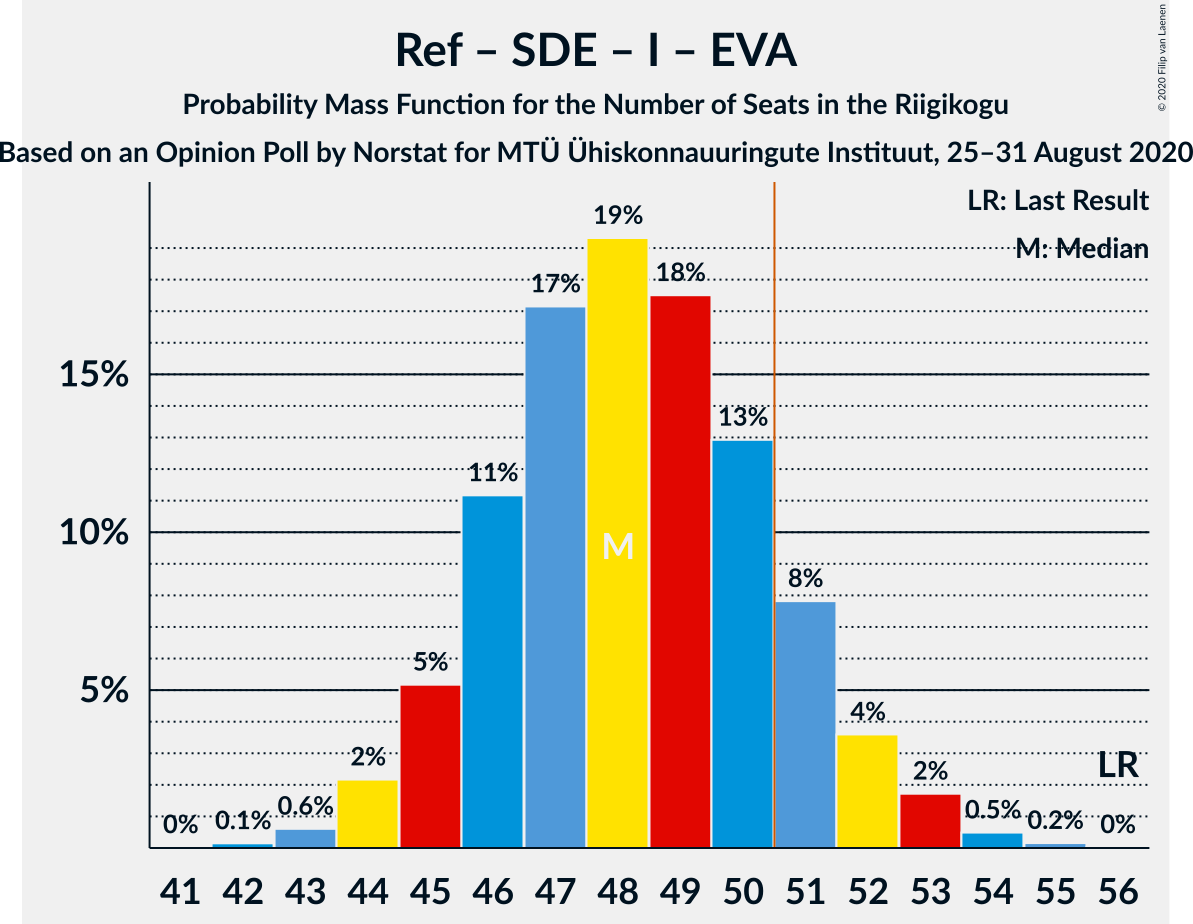 Ref – SDE – I – EVA
Probability Mass Function for the Number of Seats in the Riigikogu
Based on an Opinion Poll by Norstat for MTÜ Ühiskonnauuringute Instituut, 25–31 August 2020
© 2020 Filip van Laenen
LR: Last Result
M: Median
19%
18%
17%
15%
13%
11%
10%
M
8%
5%
5%
4%
2%
2%
LR
0% 0.1% 0.6% 0.5% 0.2% 0%
41 42 43 44 45 46 47 48 49 50 51 52 53 54 55 56